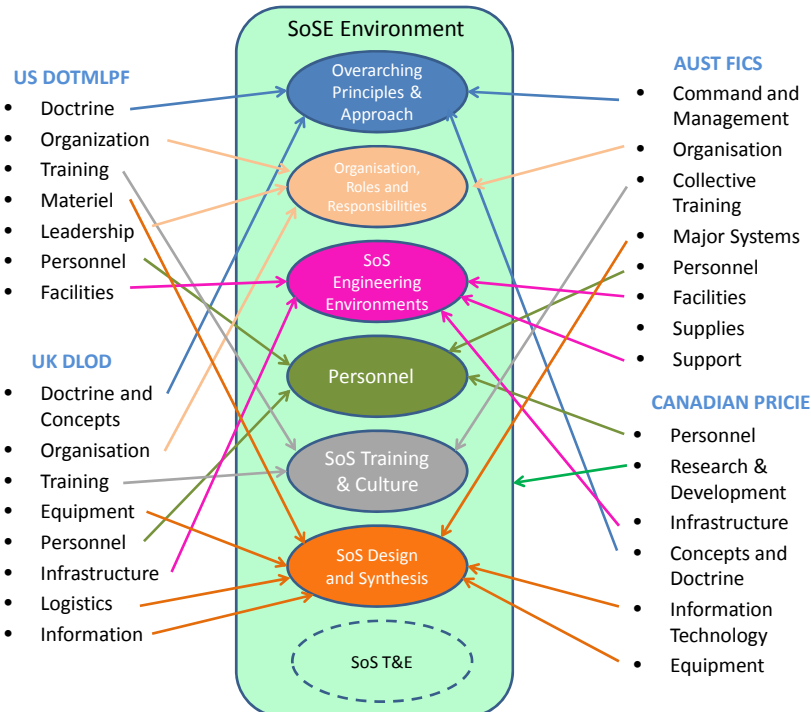 SoSE Environment
Overarching
Principles &
Approach
Organisation,
Roles and
Responsibilities
SoS
Engineering
Environments
Personnel
SoS Training
& Culture
SoS Design
and Synthesis
SoS T&E
US DOTMLPF
• Doctrine
• Organization
• Training
• Materiel
• Leadership
• Personnel
• Facilities
UK DLOD
• Doctrine and
Concepts
• Organisation
• Training
• Equipment
• Personnel
• Infrastructure
• Logistics
• Information
AUST FICS
• Command and
Management
• Organisation
• Collective
Training
• Major Systems
• Personnel
• Facilities
• Supplies
• Support
CANADIAN PRICIE
• Personnel
• Research &
Development
• Infrastructure
• Concepts and
Doctrine
• Information
Technology
• Equipment